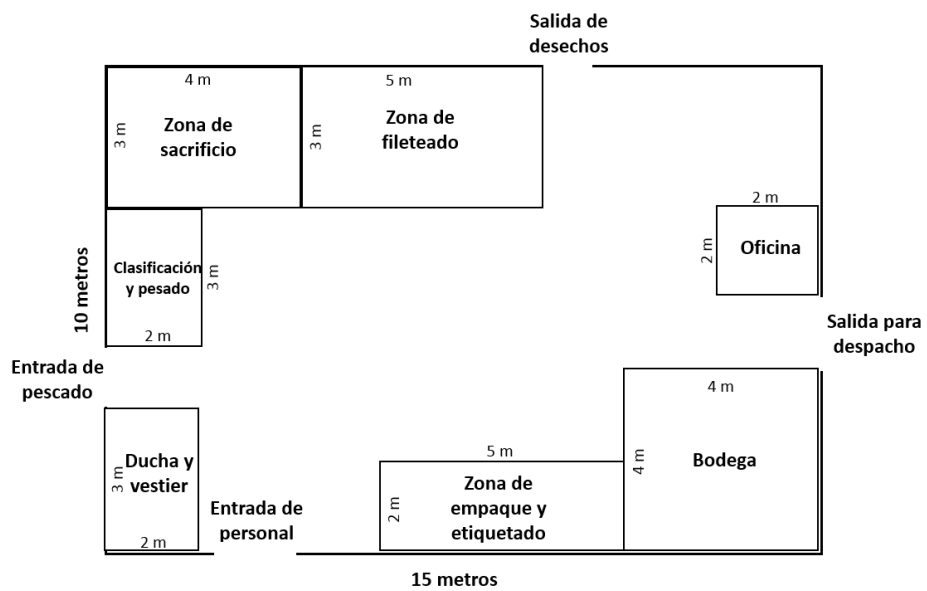 Salida de
desechos
4 m
5 m
Zona de
sacrificio
3 m
Zona de
fileteado
3 m
2 m
Oficina
2 m
Clasificación
y pesado
3 m
2 m
10 metros
Salida para
despacho
Entrada de
pescado
4 m
Bodega
4 m
5 m
Zona de
empaque y
etiquetado
2 m
Ducha y
vestier
3 m
2 m
Entrada de
personal
15 metros